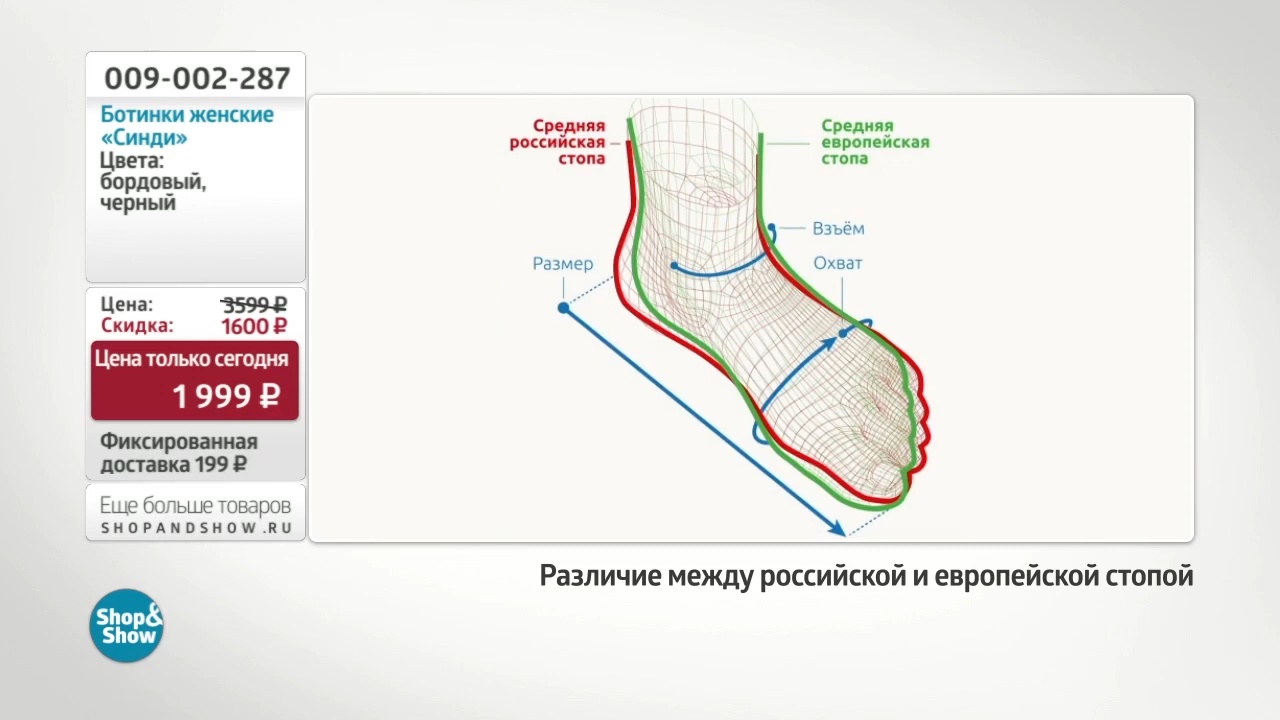 009-002-287
Ботинки женские
«Синди»
Цвета:
бордовый,
черный
Цена: 3599 ₽
Скидка: 1600 ₽
Цена только сегодня
1 999 ₽
Фиксированная
доставка 199 ₽
Еще больше товаров
SHOPANDSHOW.RU
Shop&
Show
Средняя
российская
стопа
Средняя
европейская
стопа
Взъём
Размер
Охват
Различие между российской и европейской стопой